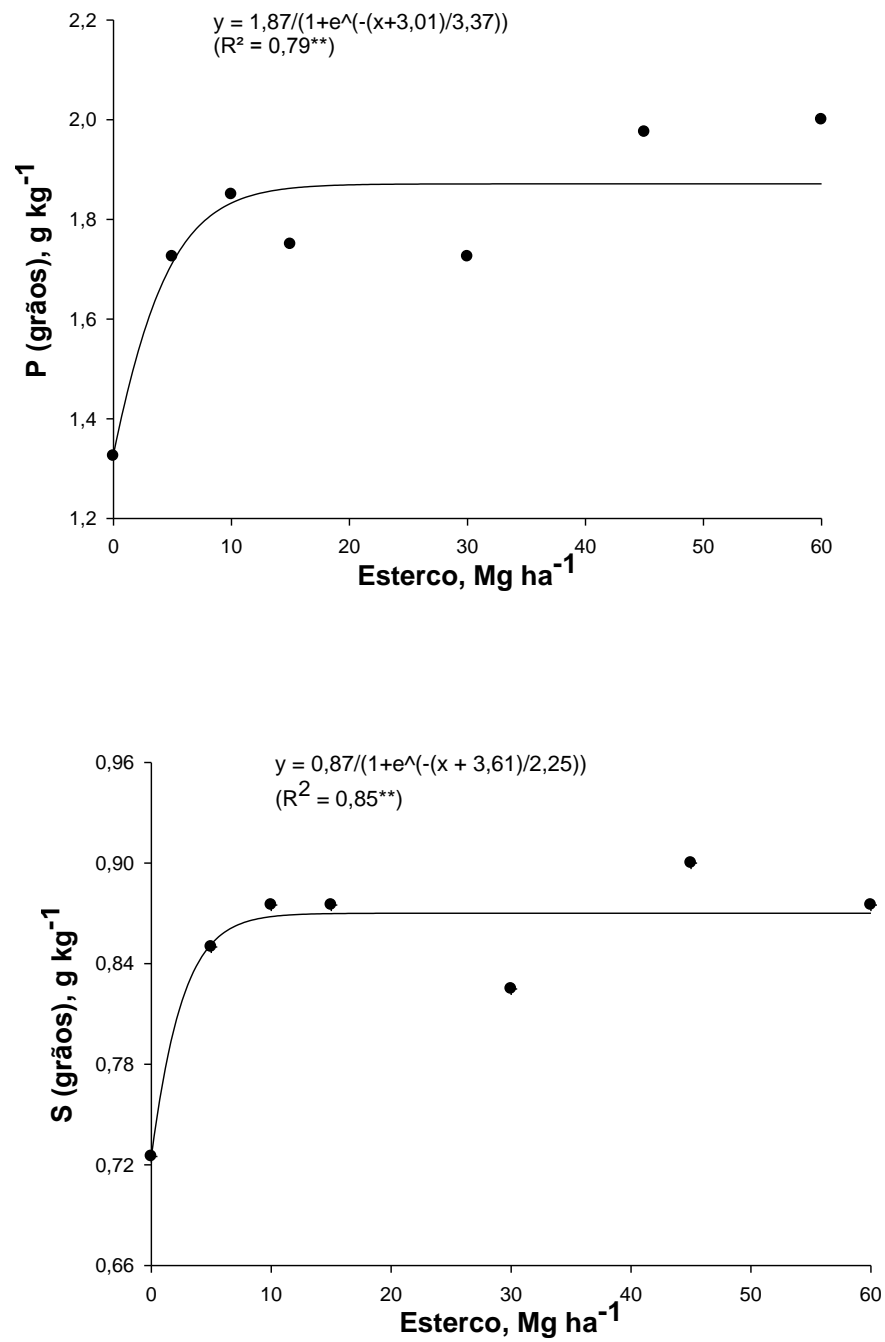 y = 1,87/(1+e^(-(x+3,01)/3,37))
(R² = 0,79**)
2,2
2,0
1,8
1,6
1,4
1,2
P (grãos), g kg-1
0 10 20 30 40 50 60
Esterco, Mg ha-1
y = 0,87/(1+e^(-(x + 3,61)/2,25))
(R2 = 0,85**)
0,96
0,90
0,84
0,78
0,72
0,66
S (grãos), g kg-1
0 10 20 30 40 50 60
Esterco, Mg ha-1